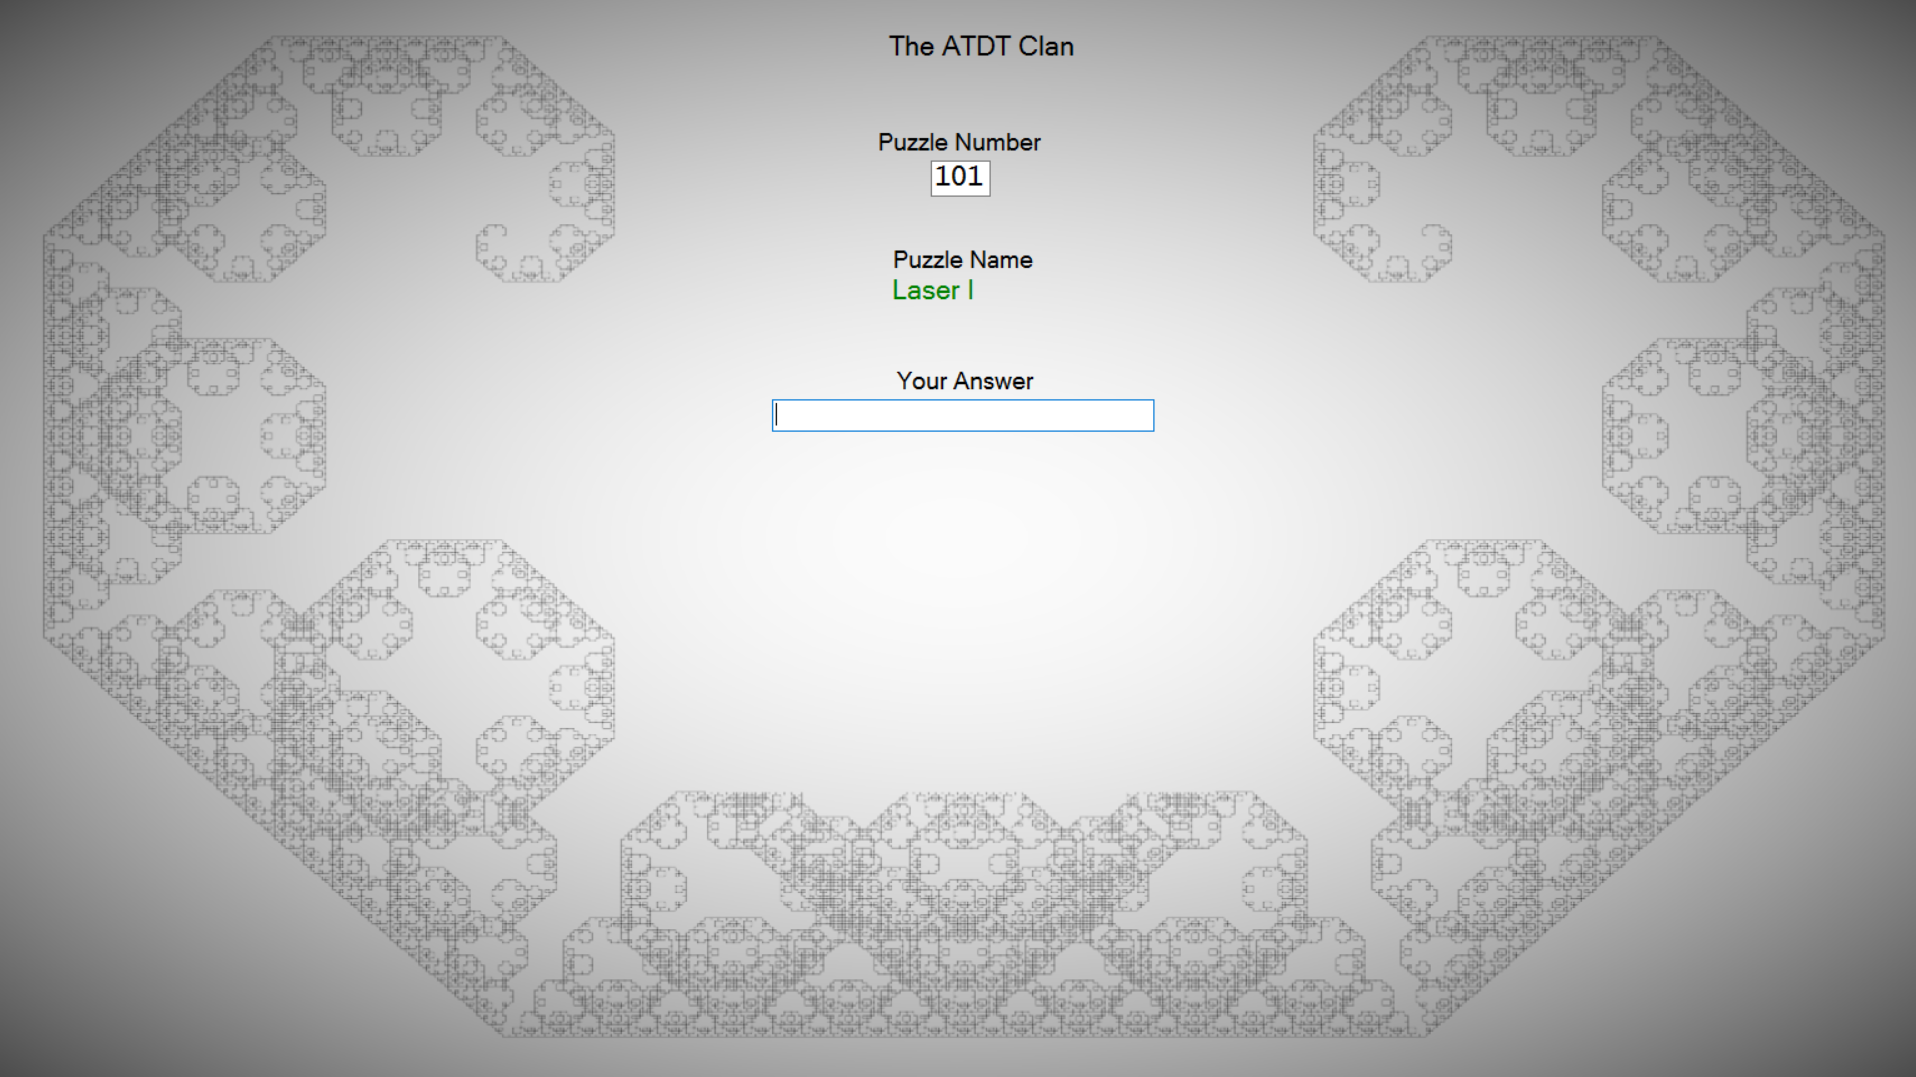 The ATDT Clan
Puzzle Number
101
Puzzle Name
Laser I
Your Answer